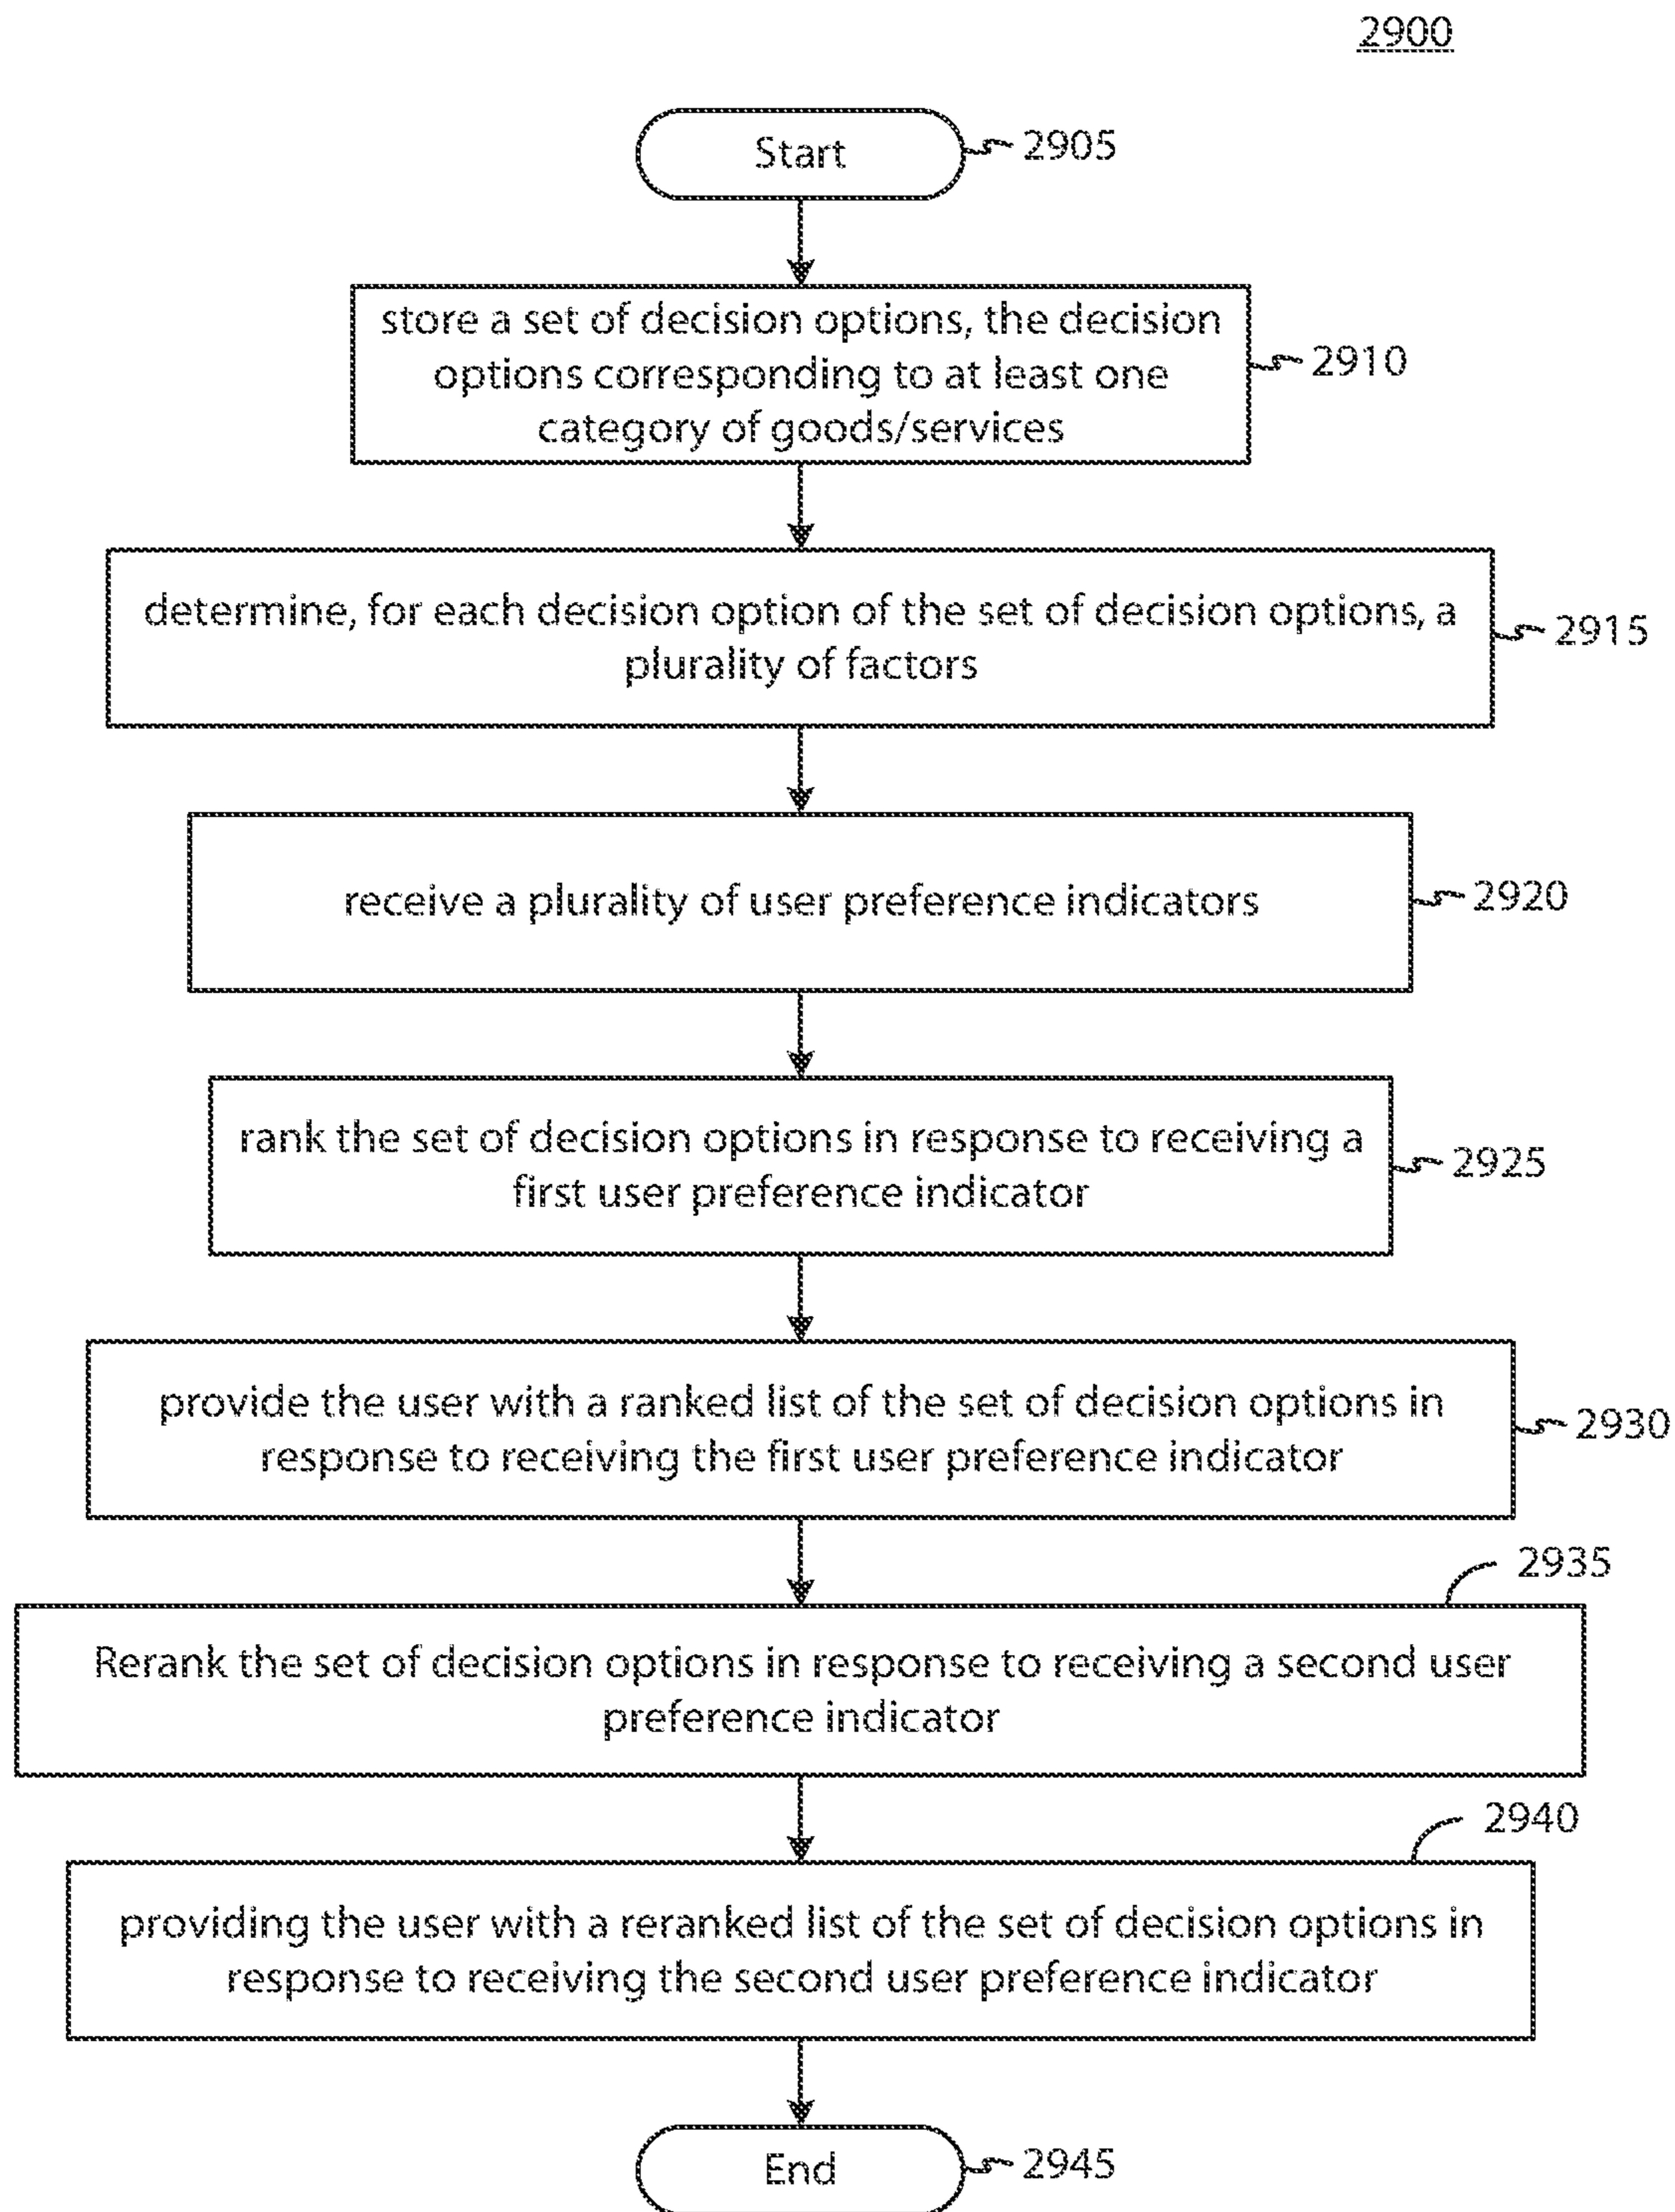 2900
Start
2905
store a set of decision options, the decision
options corresponding to at least one
category of goods/services
2910
determine, for each decision option of the set of decision options, a
plurality of factors
2915
receive a plurality of user preference indicators
2920
rank the set of decision options in response to receiving a
first user preference indicator
2925
provide the user with a ranked list of the set of decision options in
response to receiving the first user preference indicator
2930
2935
Rerank the set of decision options in response to receiving a second user
preference indicator
2940
providing the user with a reranked list of the set of decision options in
response to receiving the second user preference indicator
End
2945